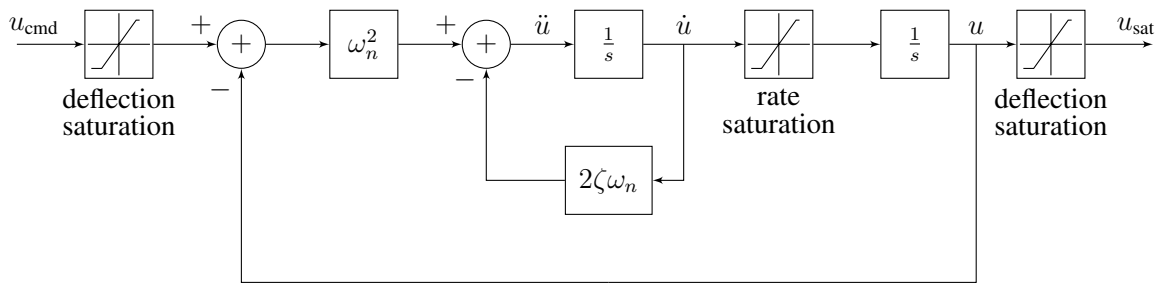 u_cmd
deflection
saturation
+
+
−
ω_n^2
+
+
−
ü
1/s
u̇
rate
saturation
1/s
u
deflection
saturation
u_sat
2ζω_n